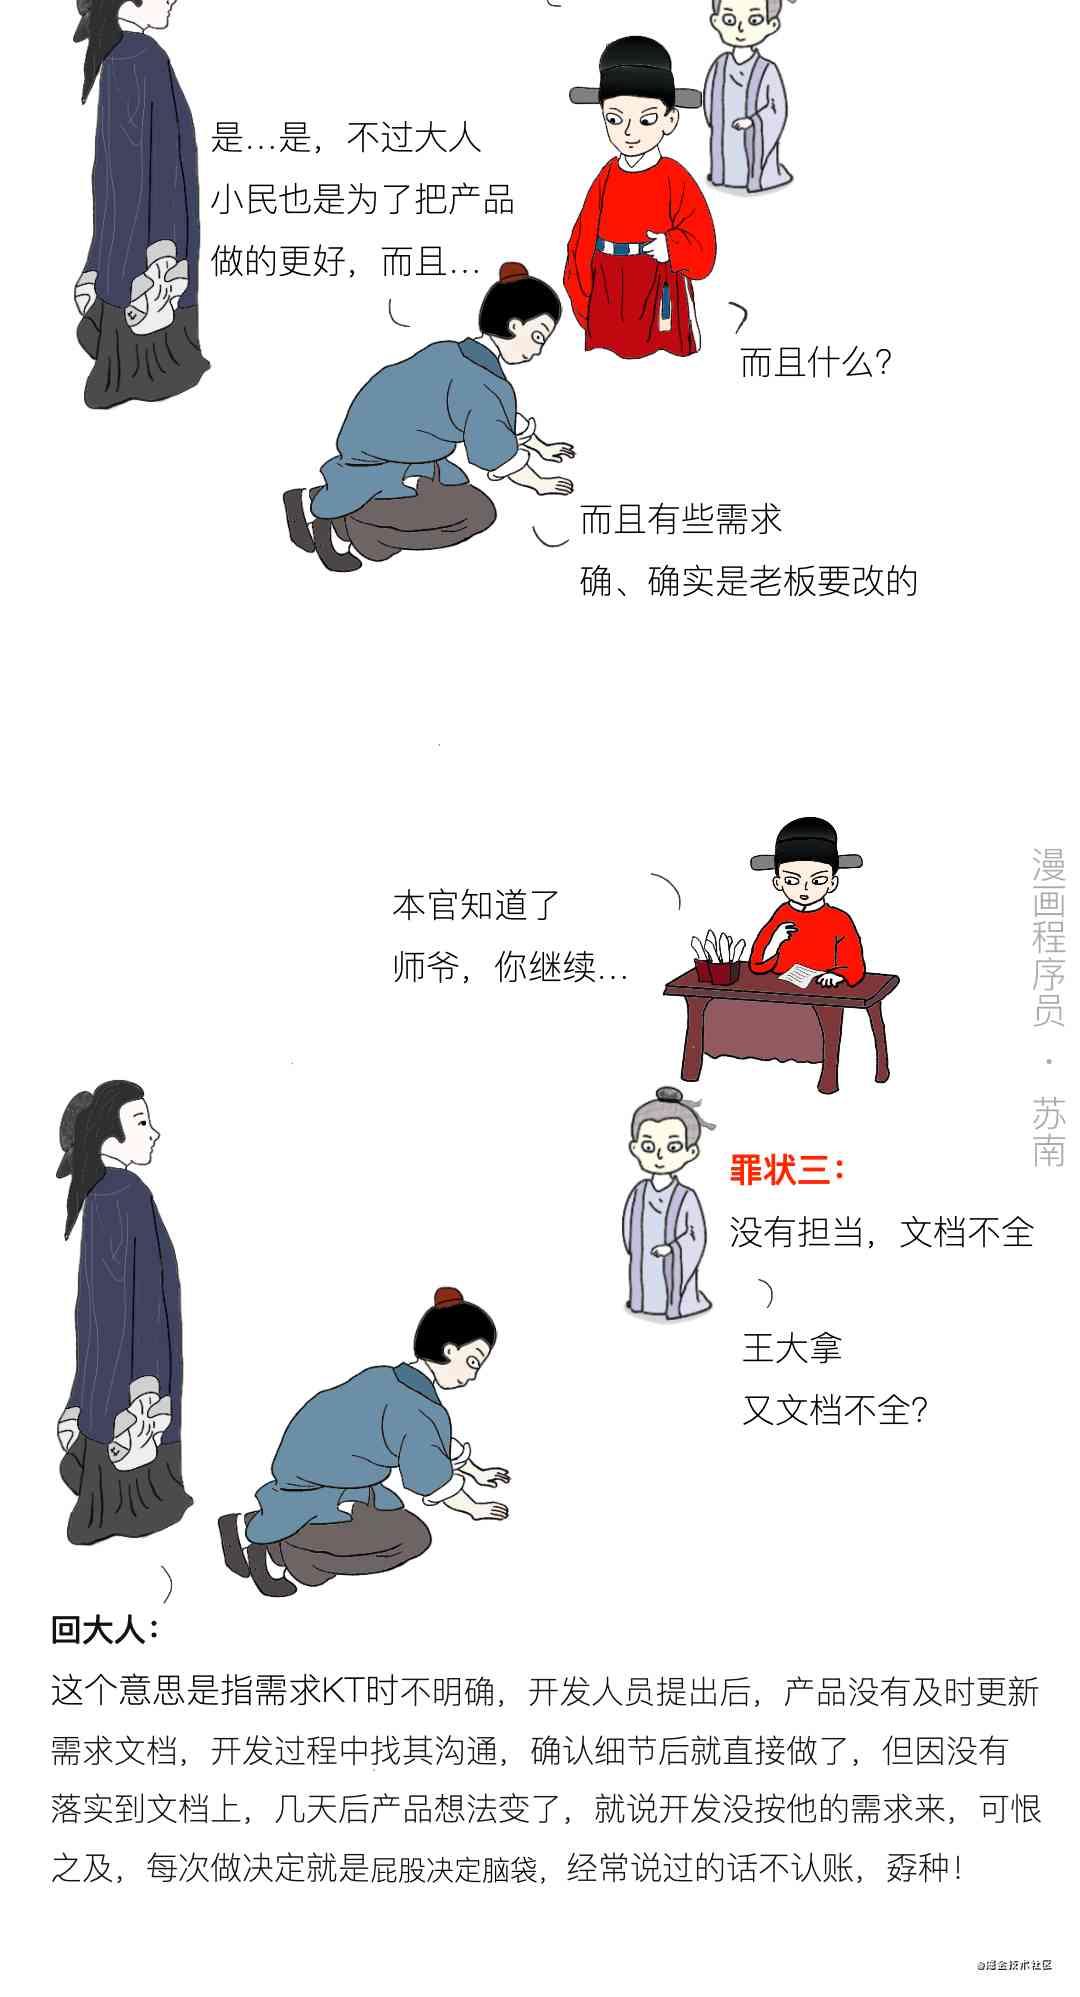 是...是，不过大人
小民也是为了把产品
做的更好，而且...
而且什么？
而且有些需求
确、确实是老板要改的
本官知道了
师爷，你继续...
漫画程序员 · 苏南
罪状三：
没有担当，文档不全
王大拿
又文档不全？
回大人：
这个意思是指需求KT时不明确，开发人员提出后，产品没有及时更新
需求文档，开发过程中找其沟通，确认细节后就直接做了，但因没有
落实到文档上，几天后产品想法变了，就说开发没按他的需求来，可恨
之及，每次做决定就是屁股决定脑袋，经常说过的话不认账，孬种！
@掘金技术社区